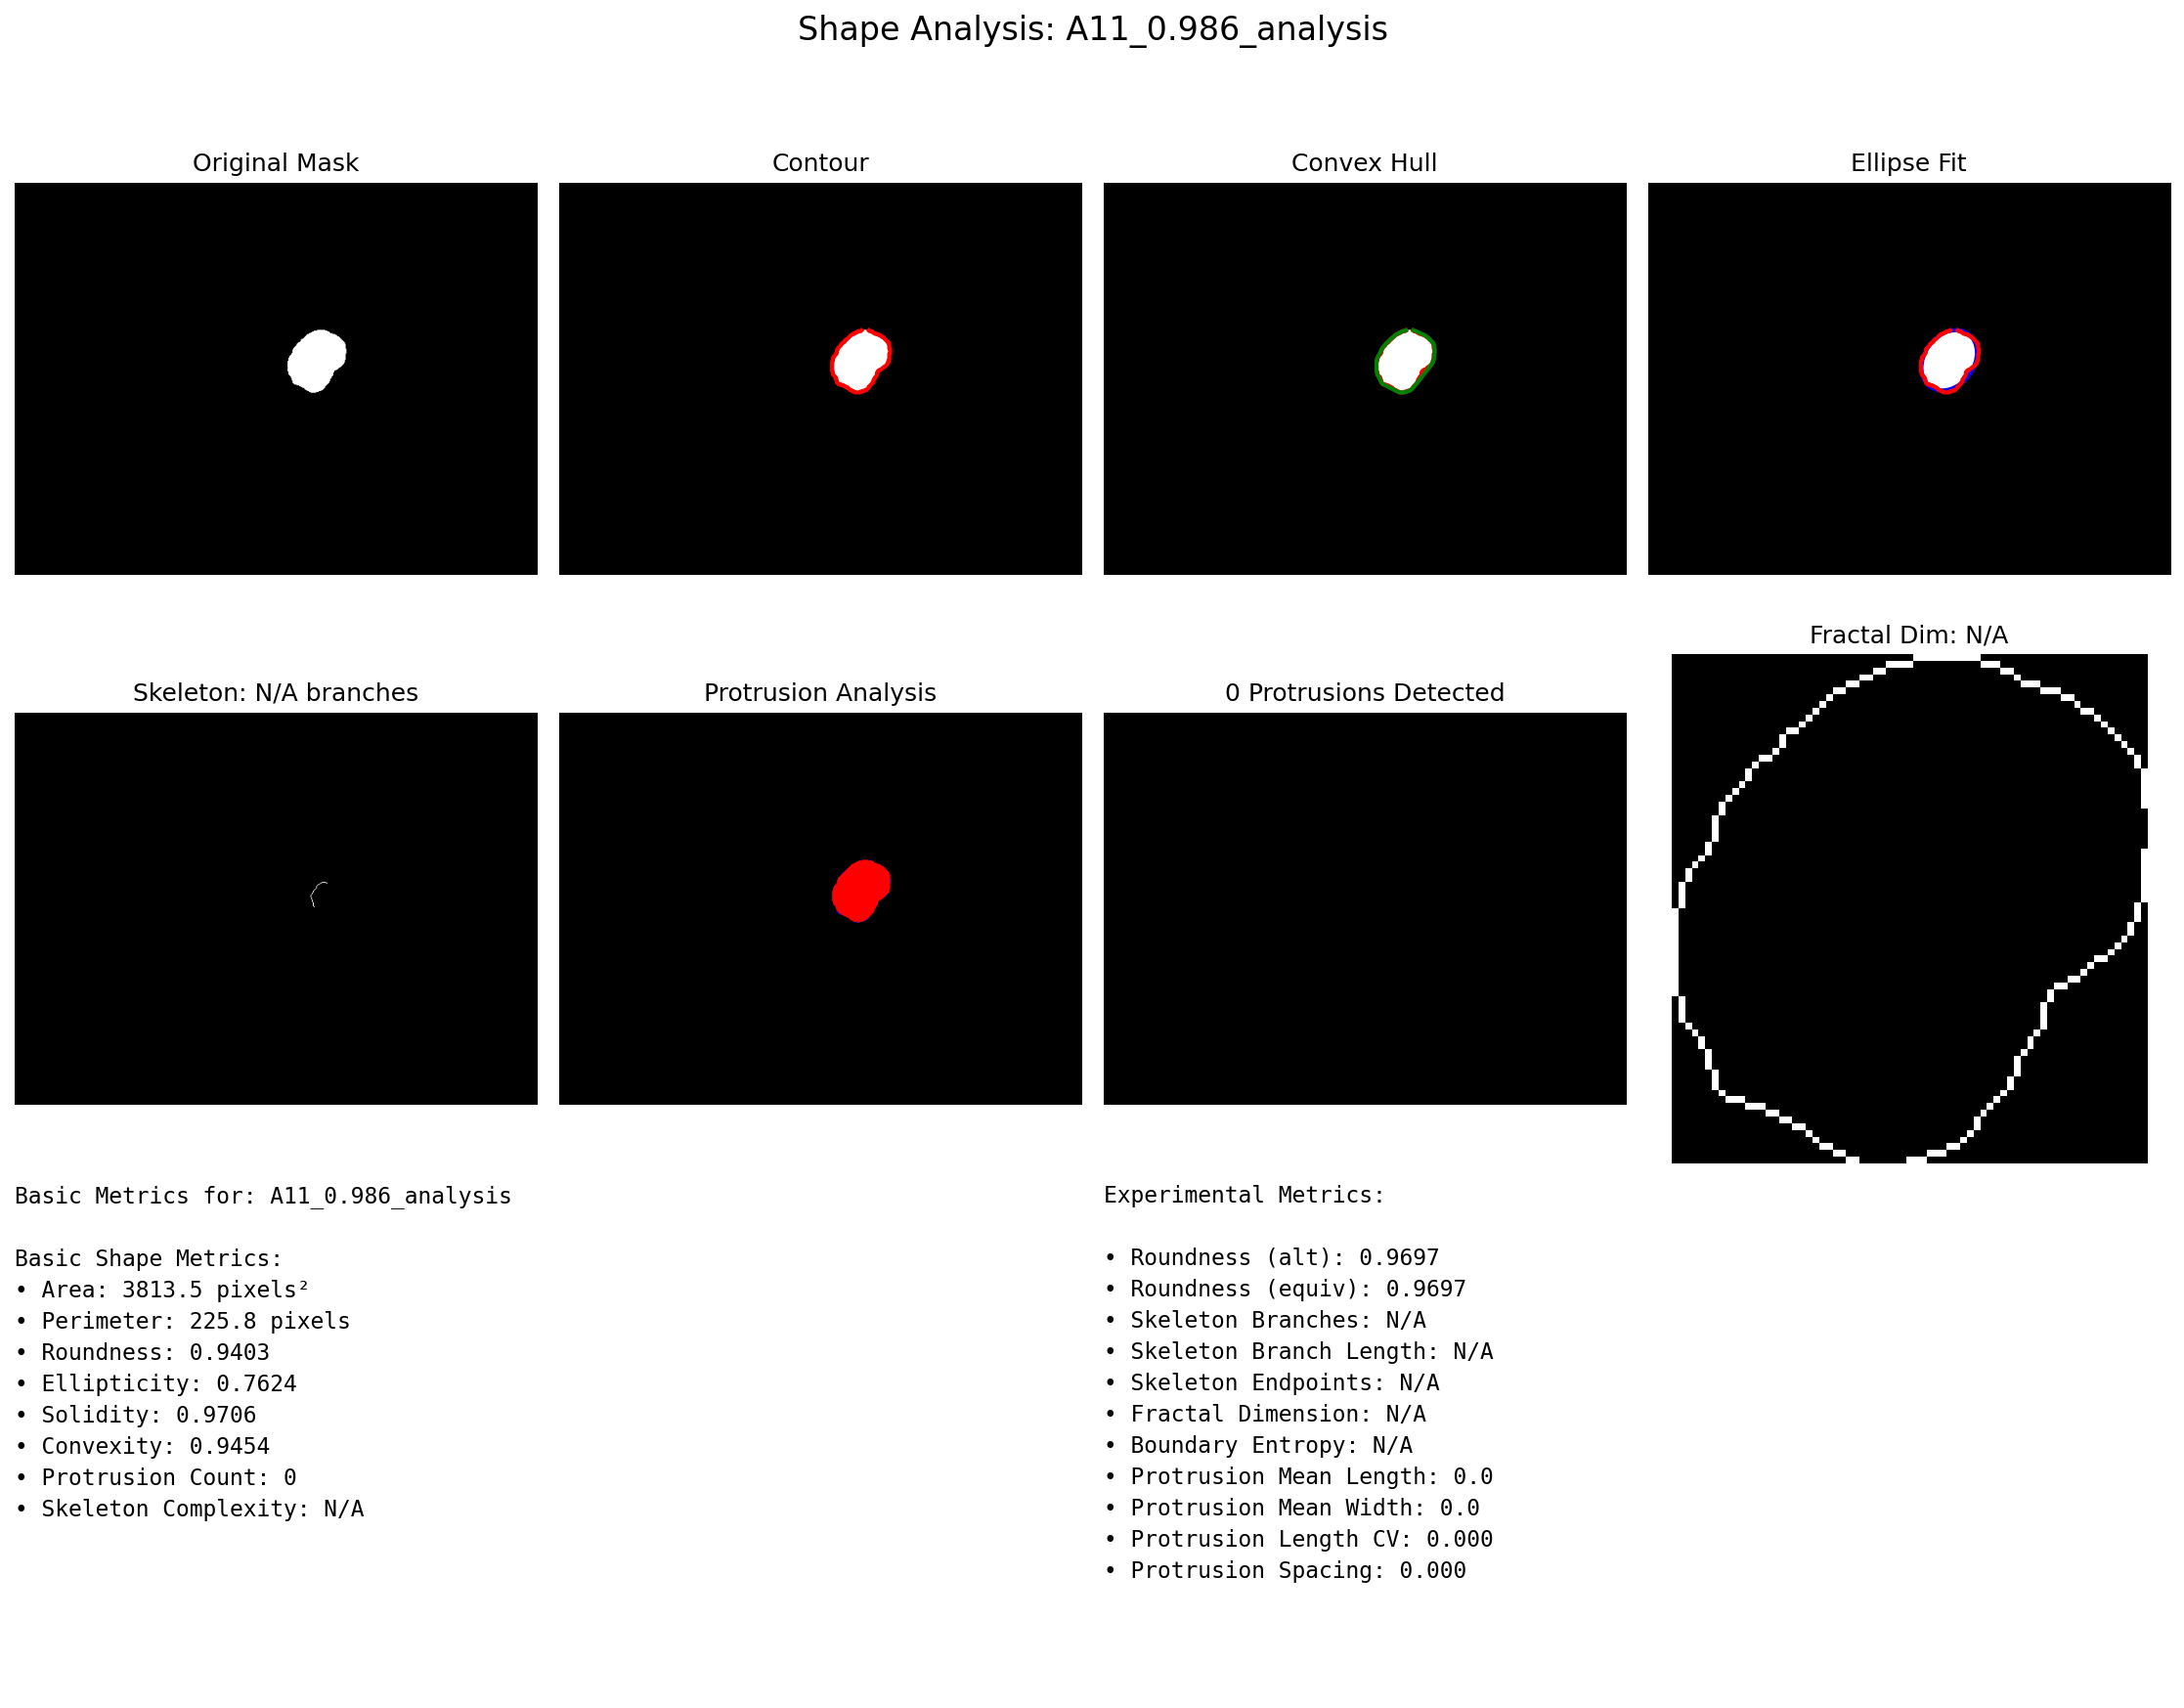 Shape Analysis: A11_0.986_analysis
Original Mask
Contour
Convex Hull
Ellipse Fit
Skeleton: N/A branches
Protrusion Analysis
0 Protrusions Detected
Fractal Dim: N/A
Basic Metrics for: A11_0.986_analysis
Basic Shape Metrics:
• Area: 3813.5 pixels²
• Perimeter: 225.8 pixels
• Roundness: 0.9403
• Ellipticity: 0.7624
• Solidity: 0.9706
• Convexity: 0.9454
• Protrusion Count: 0
• Skeleton Complexity: N/A
Experimental Metrics:
• Roundness (alt): 0.9697
• Roundness (equiv): 0.9697
• Skeleton Branches: N/A
• Skeleton Branch Length: N/A
• Skeleton Endpoints: N/A
• Fractal Dimension: N/A
• Boundary Entropy: N/A
• Protrusion Mean Length: 0.0
• Protrusion Mean Width: 0.0
• Protrusion Length CV: 0.000
• Protrusion Spacing: 0.000